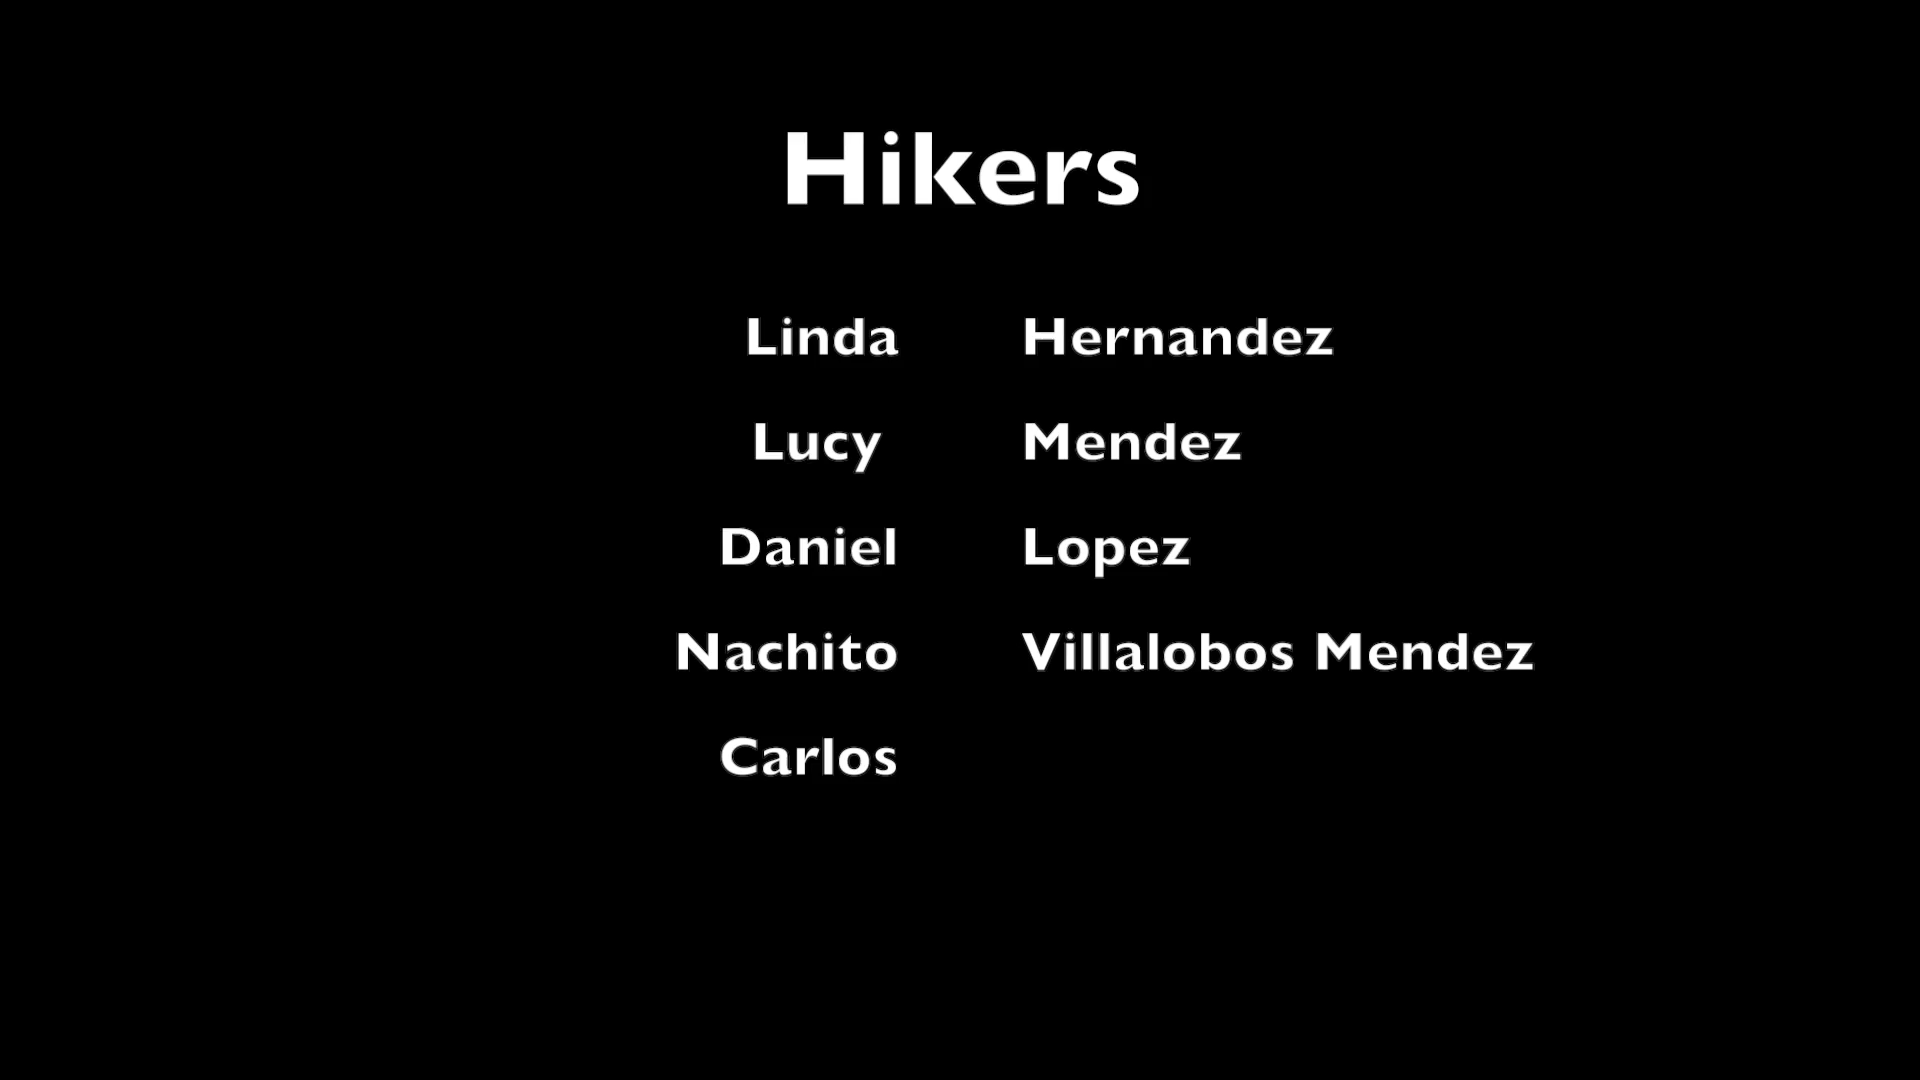 Hikers
Linda Hernandez
Lucy Mendez
Daniel Lopez
Nachito Villalobos Mendez
Carlos